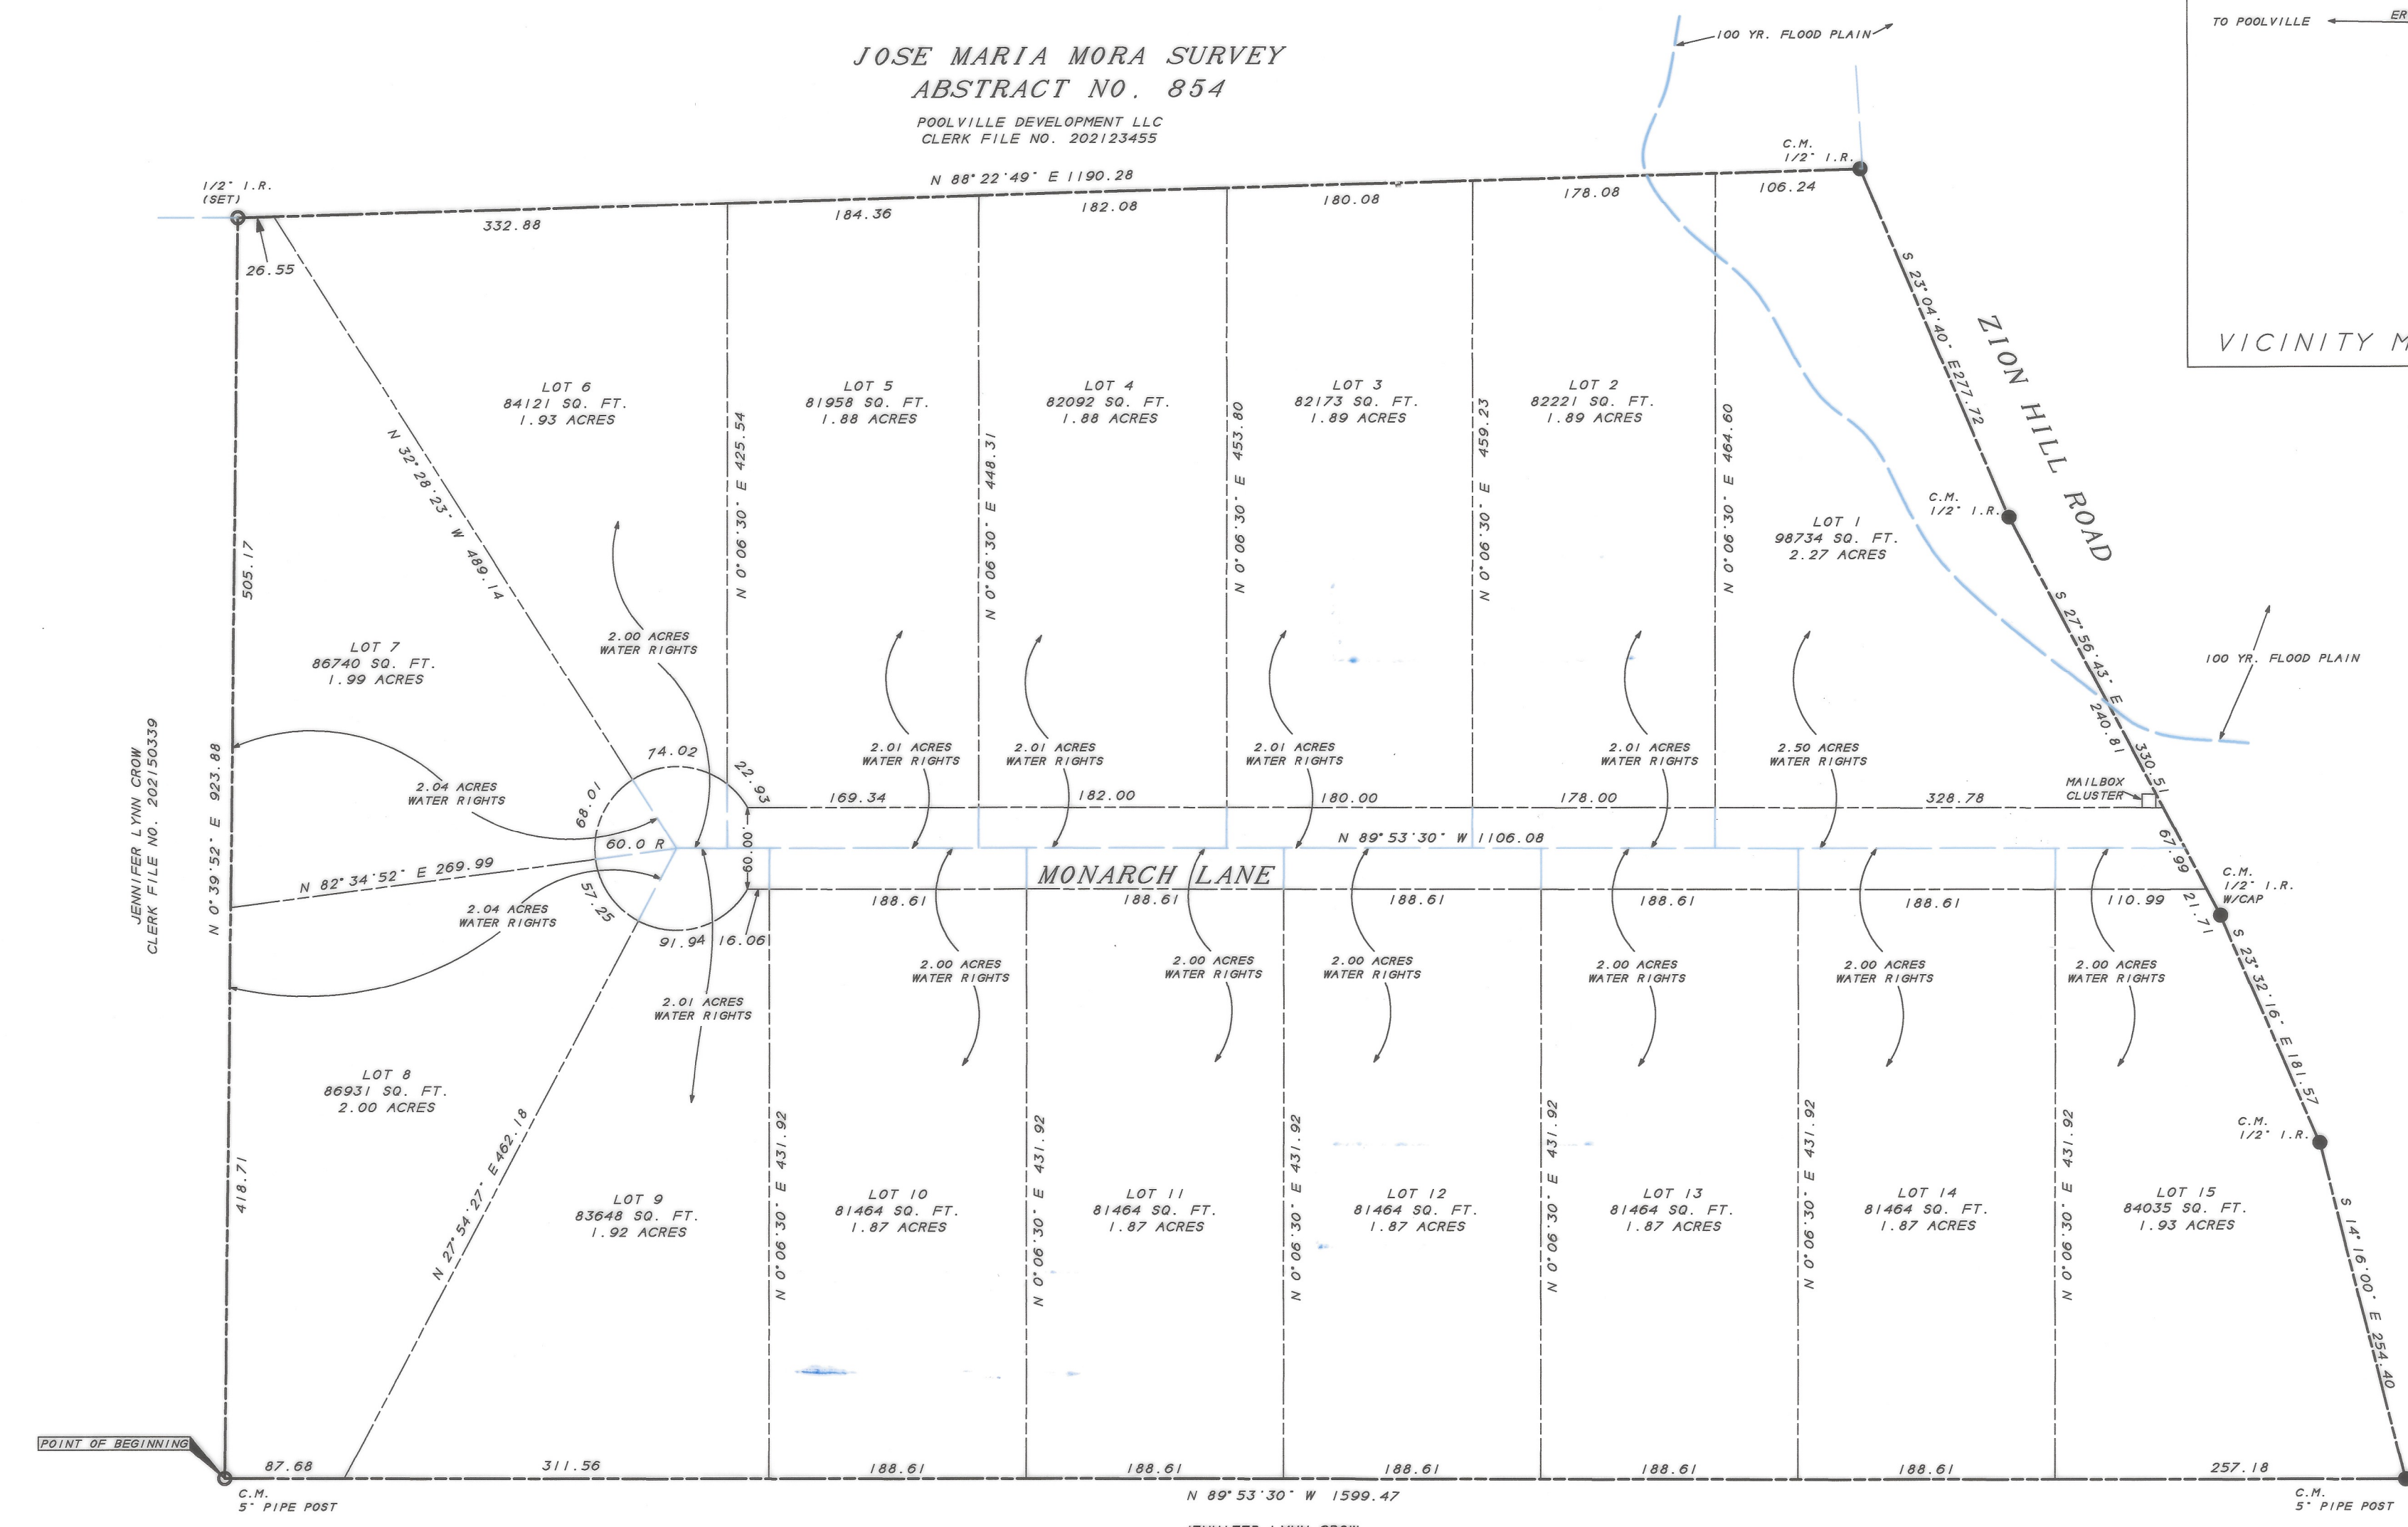 TO POOLVILLE
ER
VICINITY M
JOSE MARIA MORA SURVEY
ABSTRACT NO. 854
POOLVILLE DEVELOPMENT LLC
CLERK FILE NO. 202123455
100 YR. FLOOD PLAIN
C.M.
1/2" I.R.
1/2" I.R.
(SET)
N 88°22'49" E 1190.28
26.55
332.88
184.36
182.08
180.08
178.08
106.24
S 23°04'40" E 277.72
ZION HILL ROAD
LOT 6
84121 SQ. FT.
1.93 ACRES
LOT 5
81958 SQ. FT.
1.88 ACRES
LOT 4
82092 SQ. FT.
1.88 ACRES
LOT 3
82173 SQ. FT.
1.89 ACRES
LOT 2
82221 SQ. FT.
1.89 ACRES
LOT 1
98734 SQ. FT.
2.27 ACRES
N 32°28'23" W 489.14
N 0°06'30" E 425.54
N 0°06'30" E 448.31
N 0°06'30" E 453.80
N 0°06'30" E 459.23
N 0°06'30" E 464.60
C.M.
1/2" I.R.
S 27°56'43" E
240.81
330.51
100 YR. FLOOD PLAIN
505.17
LOT 7
86740 SQ. FT.
1.99 ACRES
JENNIFER LYNN CROW
CLERK FILE NO. 202150339
N 0°39'52" E 923.88
2.00 ACRES
WATER RIGHTS
2.01 ACRES
WATER RIGHTS
2.01 ACRES
WATER RIGHTS
2.01 ACRES
WATER RIGHTS
2.01 ACRES
WATER RIGHTS
2.50 ACRES
WATER RIGHTS
2.04 ACRES
WATER RIGHTS
74.02
22.93
68.01
60.0 R
60.00'
57.25
91.94
16.06
169.34
182.00
180.00
178.00
328.78
MAILBOX
CLUSTER
N 89°53'30" W 1106.08
MONARCH LANE
67.99
C.M.
1/2" I.R.
W/CAP
21.71
N 82°34'52" E 269.99
188.61
188.61
188.61
188.61
188.61
110.99
2.04 ACRES
WATER RIGHTS
2.01 ACRES
WATER RIGHTS
2.00 ACRES
WATER RIGHTS
2.00 ACRES
WATER RIGHTS
2.00 ACRES
WATER RIGHTS
2.00 ACRES
WATER RIGHTS
2.00 ACRES
WATER RIGHTS
2.00 ACRES
WATER RIGHTS
S 23°32'16" E 181.57
C.M.
1/2" I.R.
418.71
LOT 8
86931 SQ. FT.
2.00 ACRES
N 27°54'27" E 462.18
LOT 9
83648 SQ. FT.
1.92 ACRES
N 0°06'30" E 431.92
LOT 10
81464 SQ. FT.
1.87 ACRES
N 0°06'30" E 431.92
LOT 11
81464 SQ. FT.
1.87 ACRES
N 0°06'30" E 431.92
LOT 12
81464 SQ. FT.
1.87 ACRES
N 0°06'30" E 431.92
LOT 13
81464 SQ. FT.
1.87 ACRES
N 0°06'30" E 431.92
LOT 14
81464 SQ. FT.
1.87 ACRES
N 0°06'30" E 431.92
LOT 15
84035 SQ. FT.
1.93 ACRES
S 14°16'00" E 254.40
POINT OF BEGINNING
87.68
311.56
188.61
188.61
188.61
188.61
188.61
257.18
C.M.
5" PIPE POST
N 89°53'30" W 1599.47
C.M.
5" PIPE POST